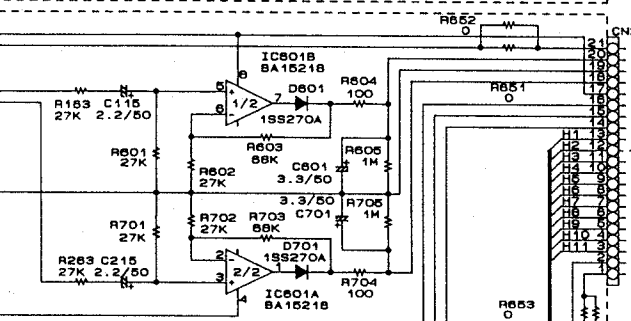 R652
0
CN
IC601B
BA15218
8
D601
R604
100
5
+
1/2
7
6
-
1SS270A
R163
27K
C115
2.2/50
R651
0
R603
68K
R601
27K
R602
27K
C601
3.3/50
R605
1M
3.3/50
C701
R705
1M
R701
27K
R702
27K
R703
68K
D701
1SS270A
R263
27K
C215
2.2/50
2
-
2/2
1
3
+
4
R704
100
IC601A
BA15218
R653
0
21
20
19
18
17
16
15
14
H1 13
H2 12
H3 11
H4 10
H5 9
H6 8
H7 7
H8 6
H9 5
H10 4
H11 3
2
1